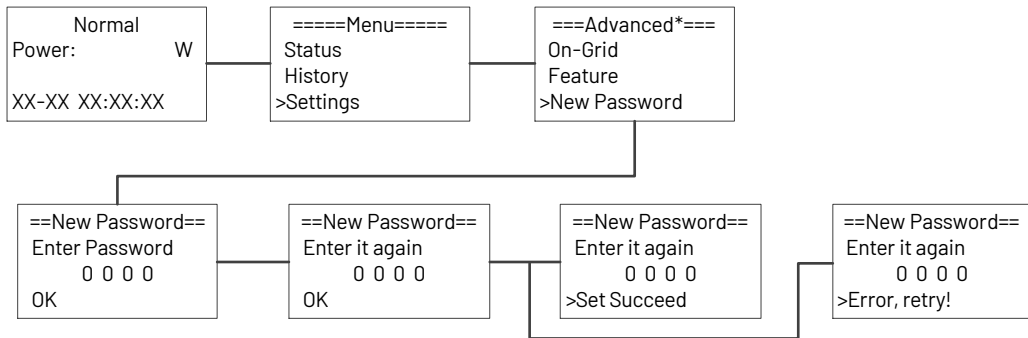 Normal
Power: W
XX-XX XX:XX:XX
=====Menu=====
Status
History
>Settings
===Advanced*===
On-Grid
Feature
>New Password
==New Password==
Enter Password
0 0 0 0
OK
==New Password==
Enter it again
0 0 0 0
OK
==New Password==
Enter it again
0 0 0 0
>Set Succeed
==New Password==
Enter it again
0 0 0 0
>Error, retry!